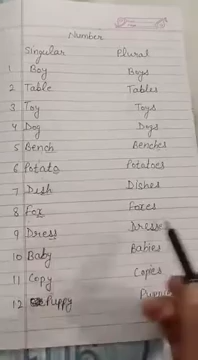 Number
Singular Plural
1 Boy Boys
2 Table Tables
3 Toy Toys
4 Dog Dogs
5 Bench Benches
6 Potato Potatoes
7 Dish Dishes
8 Fox Foxes
9 Dress Dresse
10 Baby Babies
11 Copy Copies
12 Puppy